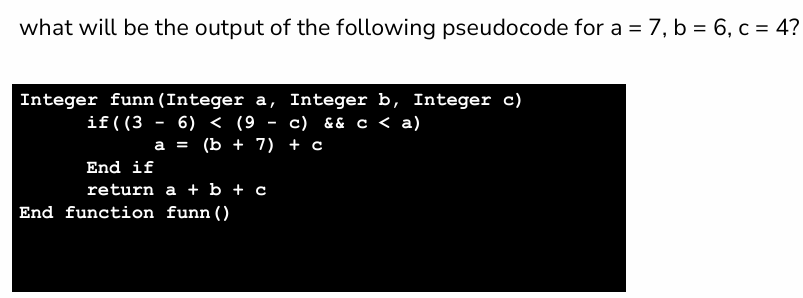 what will be the output of the following pseudocode for a = 7, b = 6, c = 4?
Integer funn(Integer a, Integer b, Integer c)
if((3 - 6) < (9 - c) && c < a)
a = (b + 7) + c
End if
return a + b + c
End function funn()